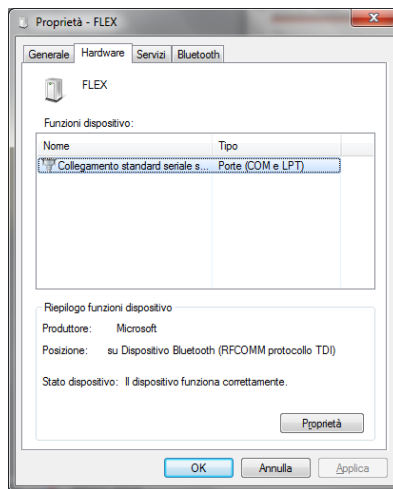 Proprietà - FLEX
Generale Hardware Servizi Bluetooth
FLEX
Funzioni dispositivo:
Nome Tipo
Collegamento standard seriale s... Porte (COM e LPT)
Riepilogo funzioni dispositivo
Produttore: Microsoft
Posizione: su Dispositivo Bluetooth (RFCOMM protocollo TDI)
Stato dispositivo: Il dispositivo funziona correttamente.
Proprietà
OK Annulla Applica